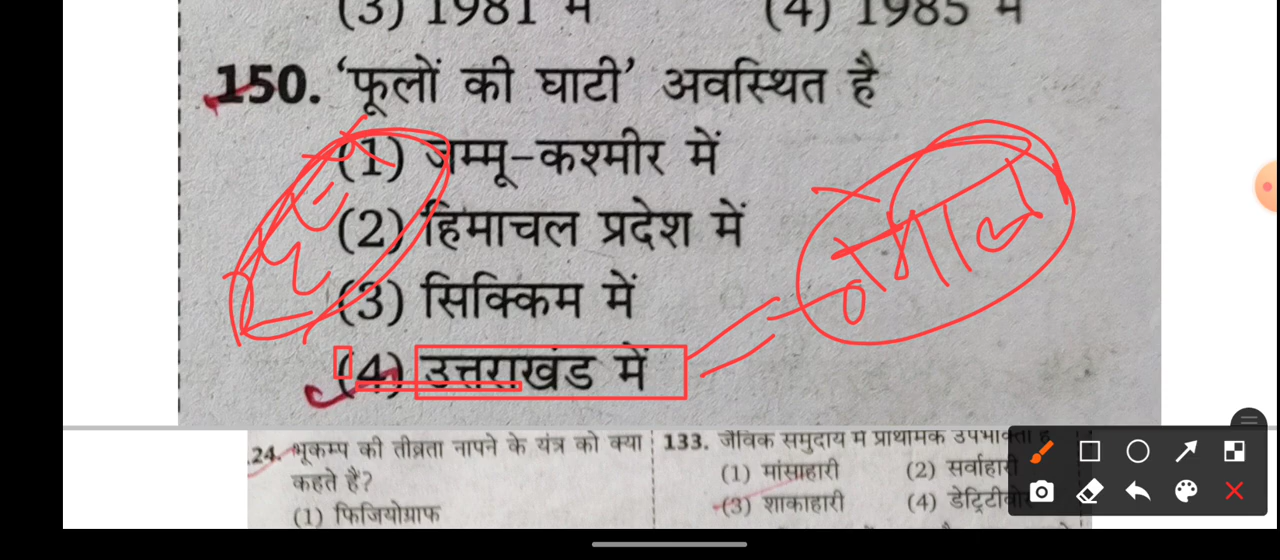 (3) 1981 में (4) 1985 में
150. 'फूलों की घाटी' अवस्थित है
(1) जम्मू-कश्मीर में
(2) हिमाचल प्रदेश में
(3) सिक्किम में
(4) उत्तराखंड में
24. भूकम्प की तीव्रता नापने के यंत्र को क्या
कहते हैं?
(1) फिजियोग्राफ
133. जैविक समुदाय में प्राथमिक उपभोक्ता है
(1) मांसाहारी (2) सर्वाहारी
(3) शाकाहारी (4) डेट्रिटीवोर